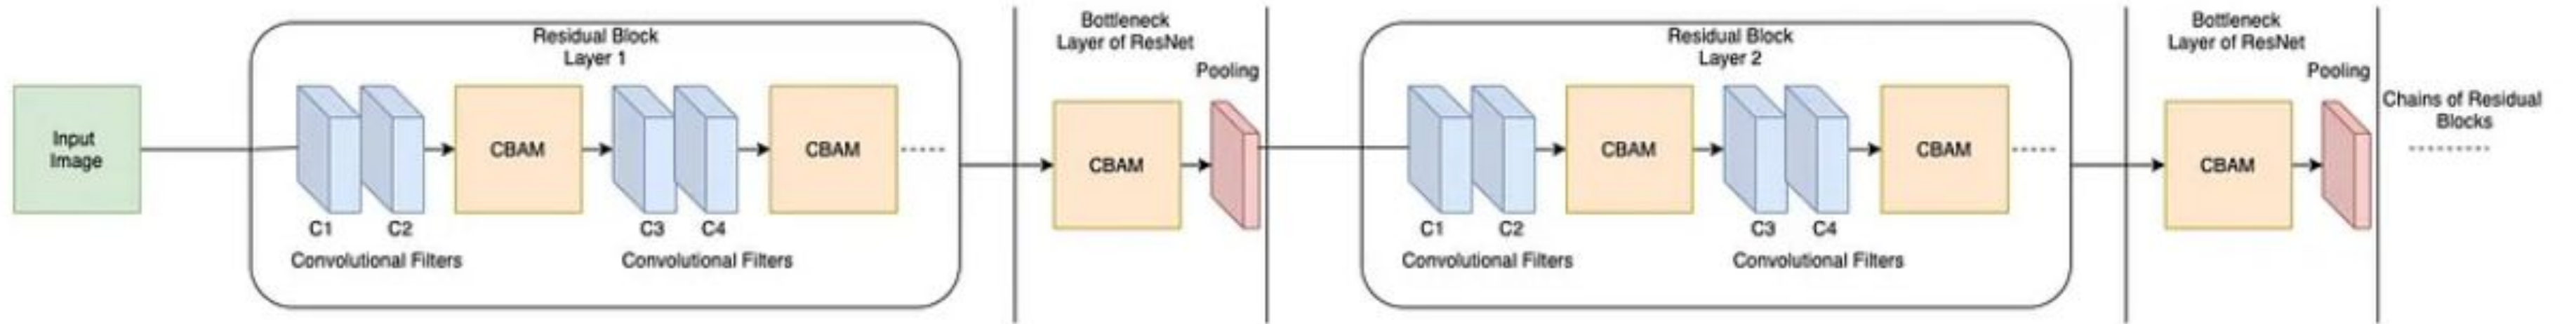 Input
Image
Residual Block
Layer 1
CBAM
CBAM
C1
C2
C3
C4
Convolutional Filters
Convolutional Filters
Bottleneck
Layer of ResNet
Pooling
CBAM
Residual Block
Layer 2
CBAM
CBAM
C1
C2
C3
C4
Convolutional Filters
Convolutional Filters
Bottleneck
Layer of ResNet
Pooling
CBAM
Chains of Residual
Blocks